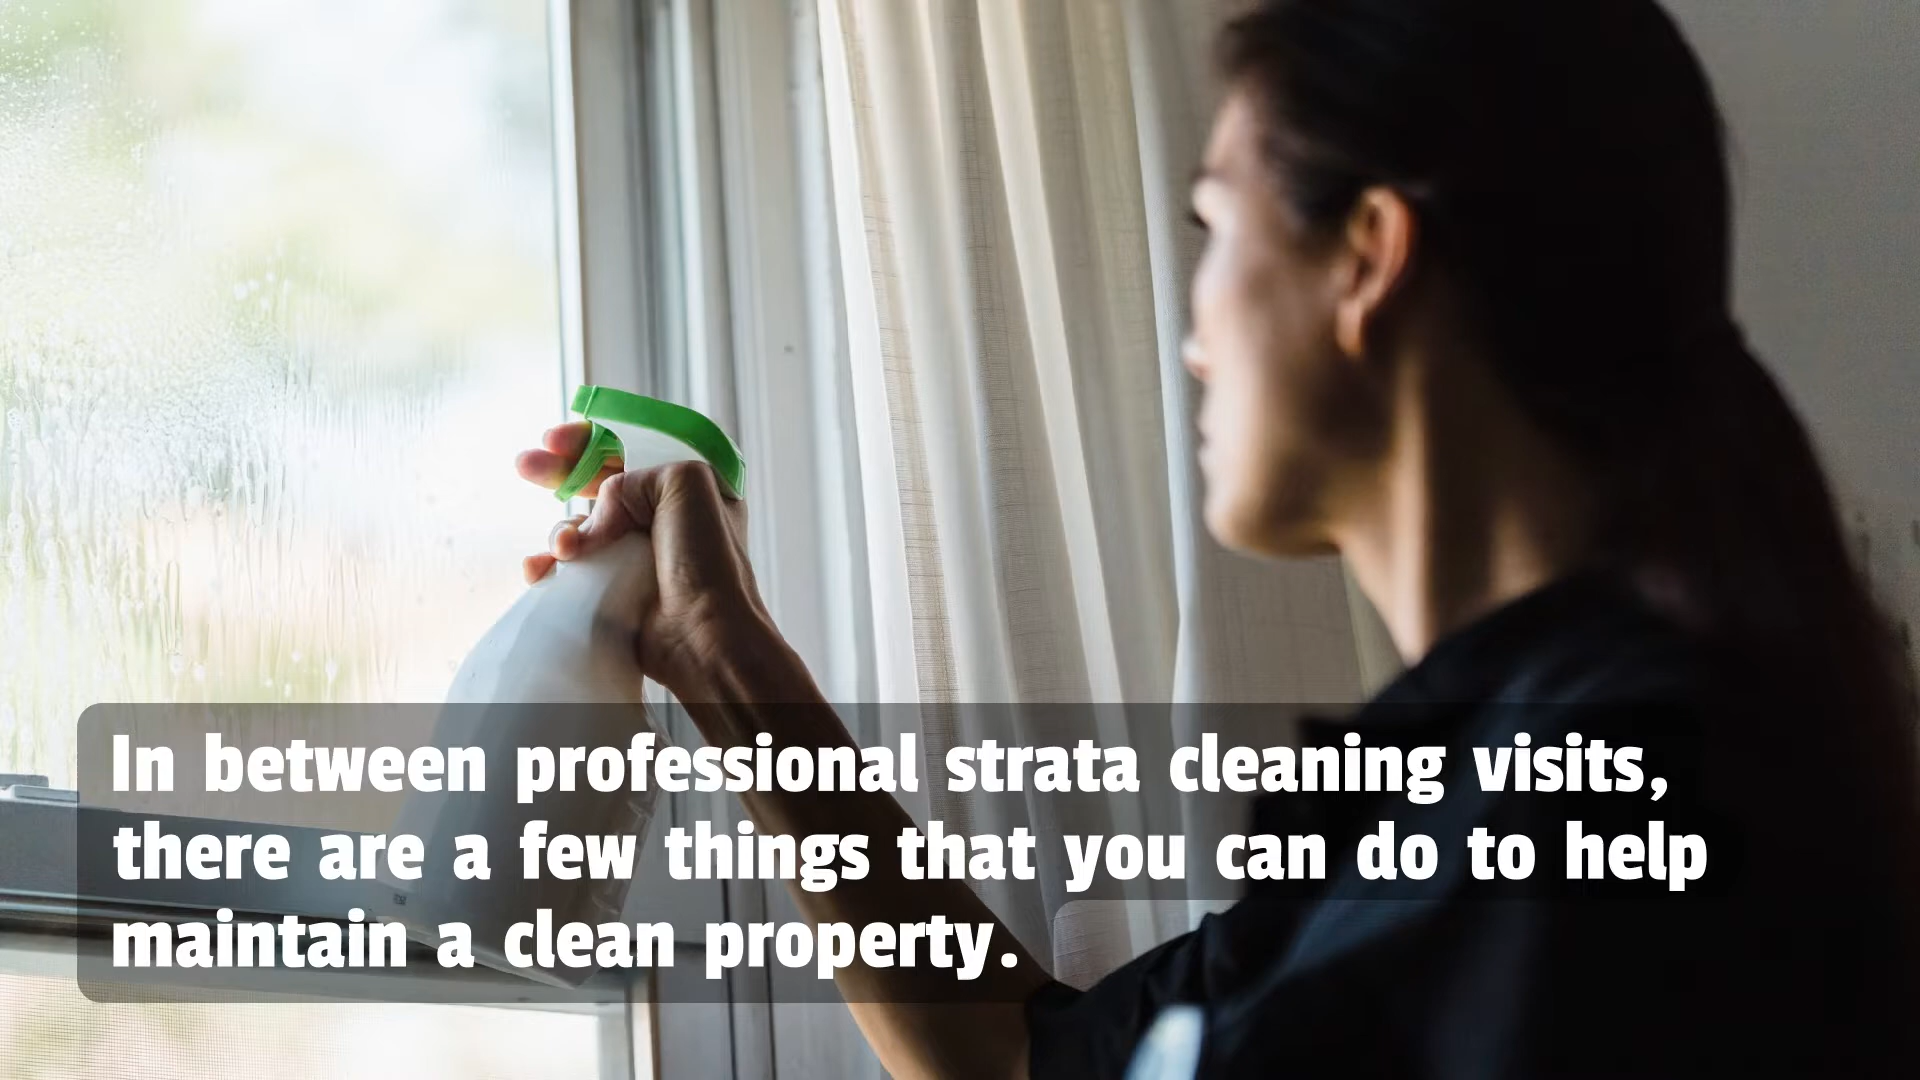 In between professional strata cleaning visits,
there are a few things that you can do to help
maintain a clean property.